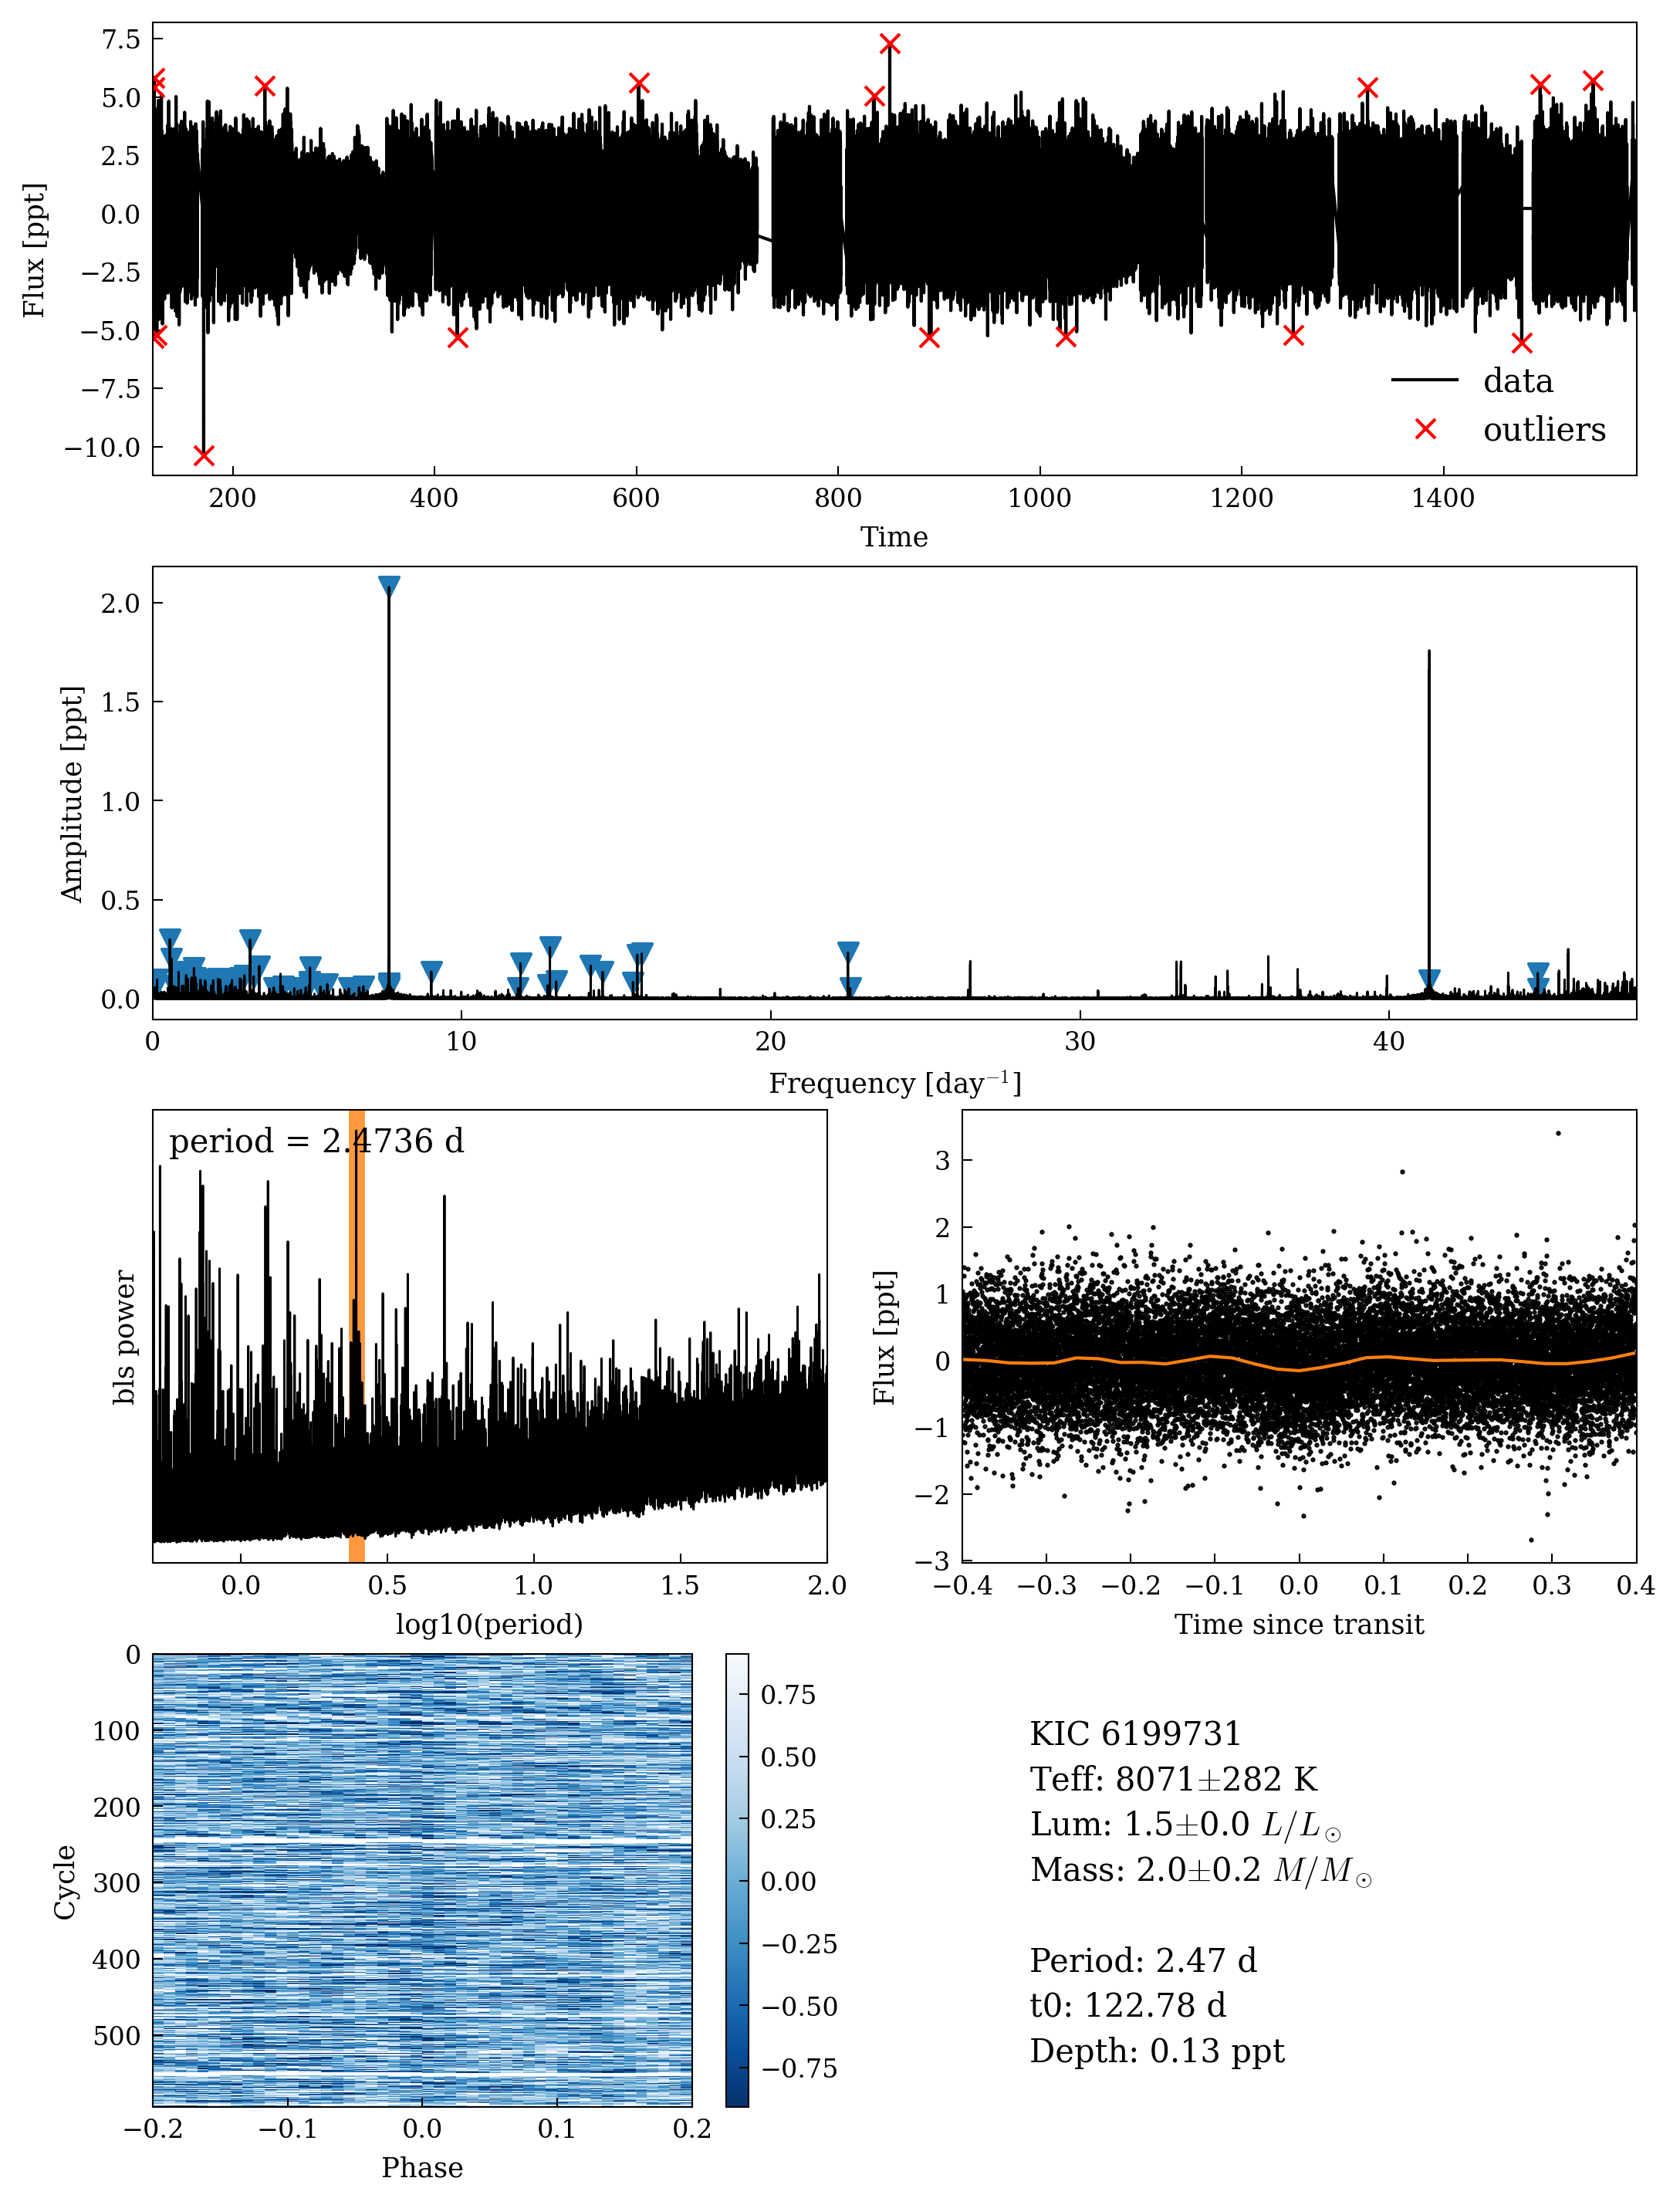 7.5
5.0
2.5
0.0
−2.5
−5.0
−7.5
−10.0
Flux [ppt]
data
outliers
200 400 600 800 1000 1200 1400
Time
2.0
1.5
1.0
0.5
0.0
Amplitude [ppt]
0 10 20 30 40
Frequency [day⁻¹]
period = 2.4736 d
bls power
0.0 0.5 1.0 1.5 2.0
log10(period)
3
2
1
0
−1
−2
−3
Flux [ppt]
−0.4 −0.3 −0.2 −0.1 0.0 0.1 0.2 0.3 0.4
Time since transit
0
100
200
300
400
500
Cycle
−0.2 −0.1 0.0 0.1 0.2
Phase
0.75
0.50
0.25
0.00
−0.25
−0.50
−0.75
KIC 6199731
Teff: 8071±282 K
Lum: 1.5±0.0 L/L⊙
Mass: 2.0±0.2 M/M⊙
Period: 2.47 d
t0: 122.78 d
Depth: 0.13 ppt